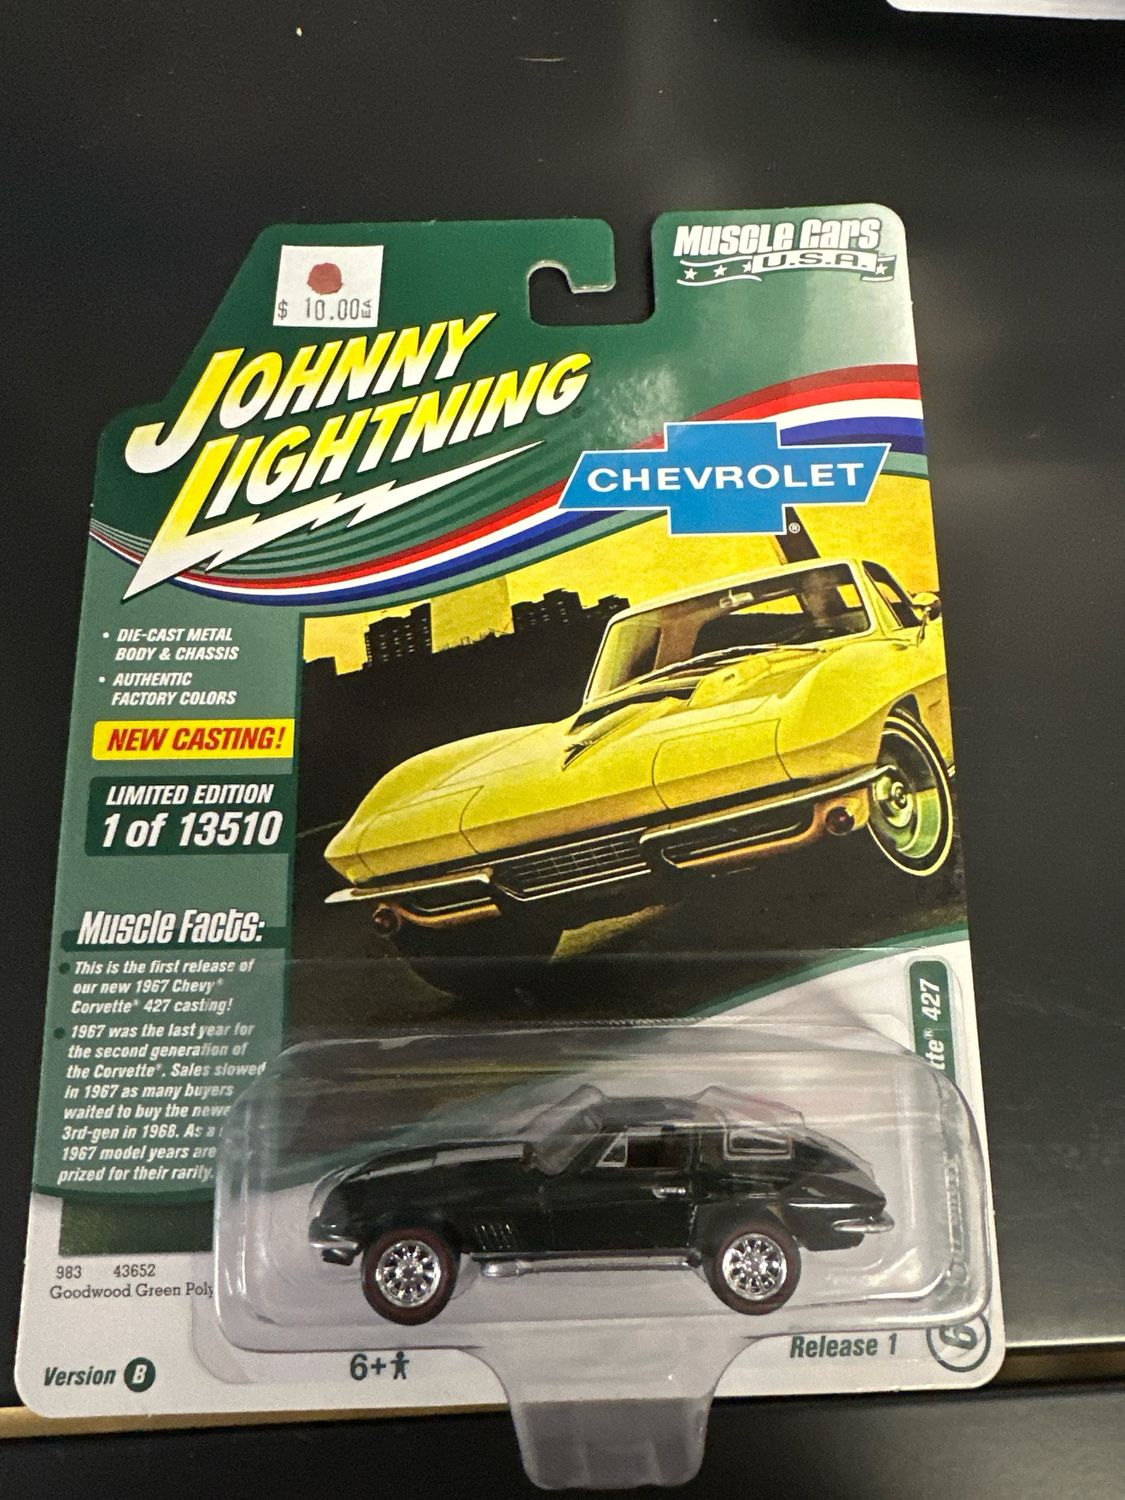 $ 10.00 EA
Muscle Cars
U.S.A.
JOHNNY
LIGHTNING®
CHEVROLET
®
• DIE-CAST METAL
BODY & CHASSIS
• AUTHENTIC
FACTORY COLORS
NEW CASTING!
LIMITED EDITION
1 of 13510
Muscle Facts:
• This is the first release of
our new 1967 Chevy®
Corvette® 427 casting!
• 1967 was the last year for
the second generation of
the Corvette®. Sales slowed
in 1967 as many buyers
waited to buy the
3rd-gen in 1968. As a
1967 model years are
prized for their rarity.
427
983 43652
Goodwood Green Poly
Version B
6+
Release 1
6